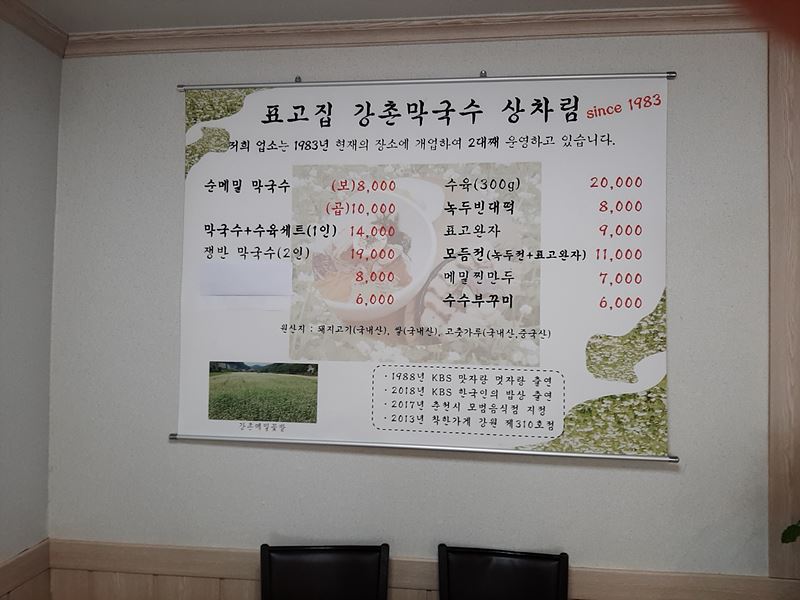 표고집 강촌막국수 상차림 since 1983
저희 업소는 1983년 현재의 장소에 개업하여 2대째 운영하고 있습니다.
순메밀 막국수 (보)8,000
(곱)10,000
막국수+수육세트(1인) 14,000
쟁반 막국수(2인) 19,000
8,000
6,000
수육(300g) 20,000
녹두빈대떡 8,000
표고완자 9,000
모듬전(녹두전+표고완자) 11,000
메밀찐만두 7,000
수수부꾸미 6,000
원산지 : 돼지고기(국내산), 쌀(국내산), 고춧가루(국내산,중국산)
강촌메밀꽃밭
·1988년 KBS 맛자랑 멋자랑 출연
·2018년 KBS 한국인의 밥상 출연
·2017년 춘천시 모범음식점 지정
·2013년 착한가게 강원 제310호점